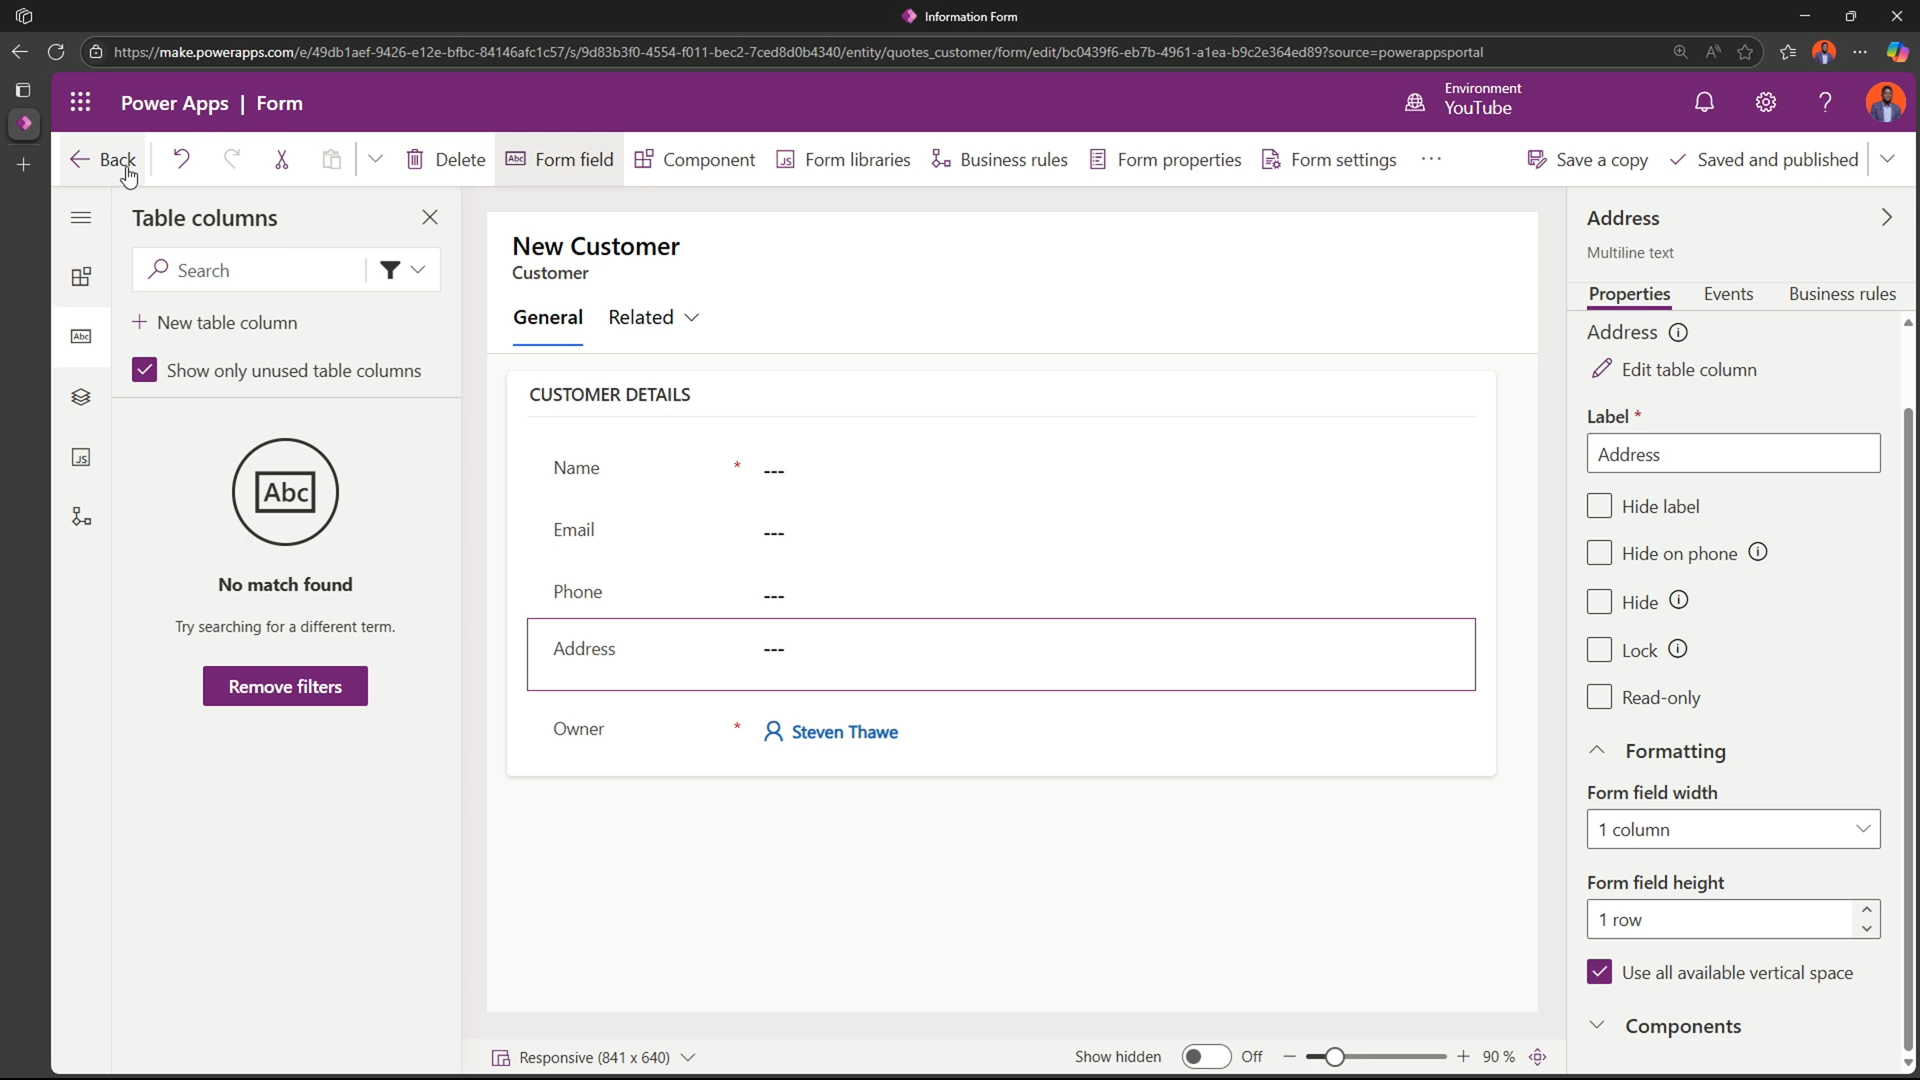 Information Form
https://make.powerapps.com/e/49db1aef-9426-e12e-bfbc-84146afc1c57/s/9d83b3f0-4554-f011-bec2-7ced8d0b4340/entity/quotes_customer/form/edit/bc0439f6-eb7b-4961-a1ea-b9c2e364ed89?source=powerappsportal
Power Apps | Form
Environment
YouTube
Back
Delete
Abc Form field
Component
JS Form libraries
Business rules
Form properties
Form settings
Save a copy
Saved and published
Table columns
Search
New table column
Show only unused table columns
Abc
JS
Abc
No match found
Try searching for a different term.
Remove filters
New Customer
Customer
General Related
CUSTOMER DETAILS
Name * ---
Email ---
Phone ---
Address ---
Owner * Steven Thawe
Responsive (841 x 640)
Show hidden Off
90 %
Address
Multiline text
Properties Events Business rules
Address
Edit table column
Label *
Address
Hide label
Hide on phone
Hide
Lock
Read-only
Formatting
Form field width
1 column
Form field height
1 row
Use all available vertical space
Components